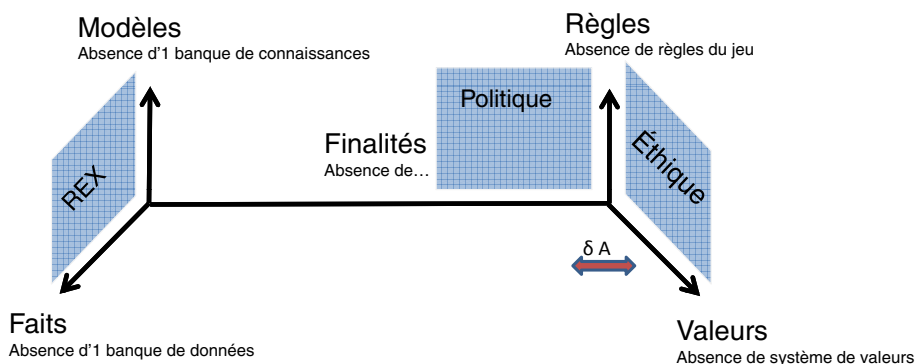 Modèles
Absence d'1 banque de connaissances
Règles
Absence de règles du jeu
Politique
Finalités
Absence de...
Éthique
REX
δ A
Faits
Absence d'1 banque de données
Valeurs
Absence de système de valeurs